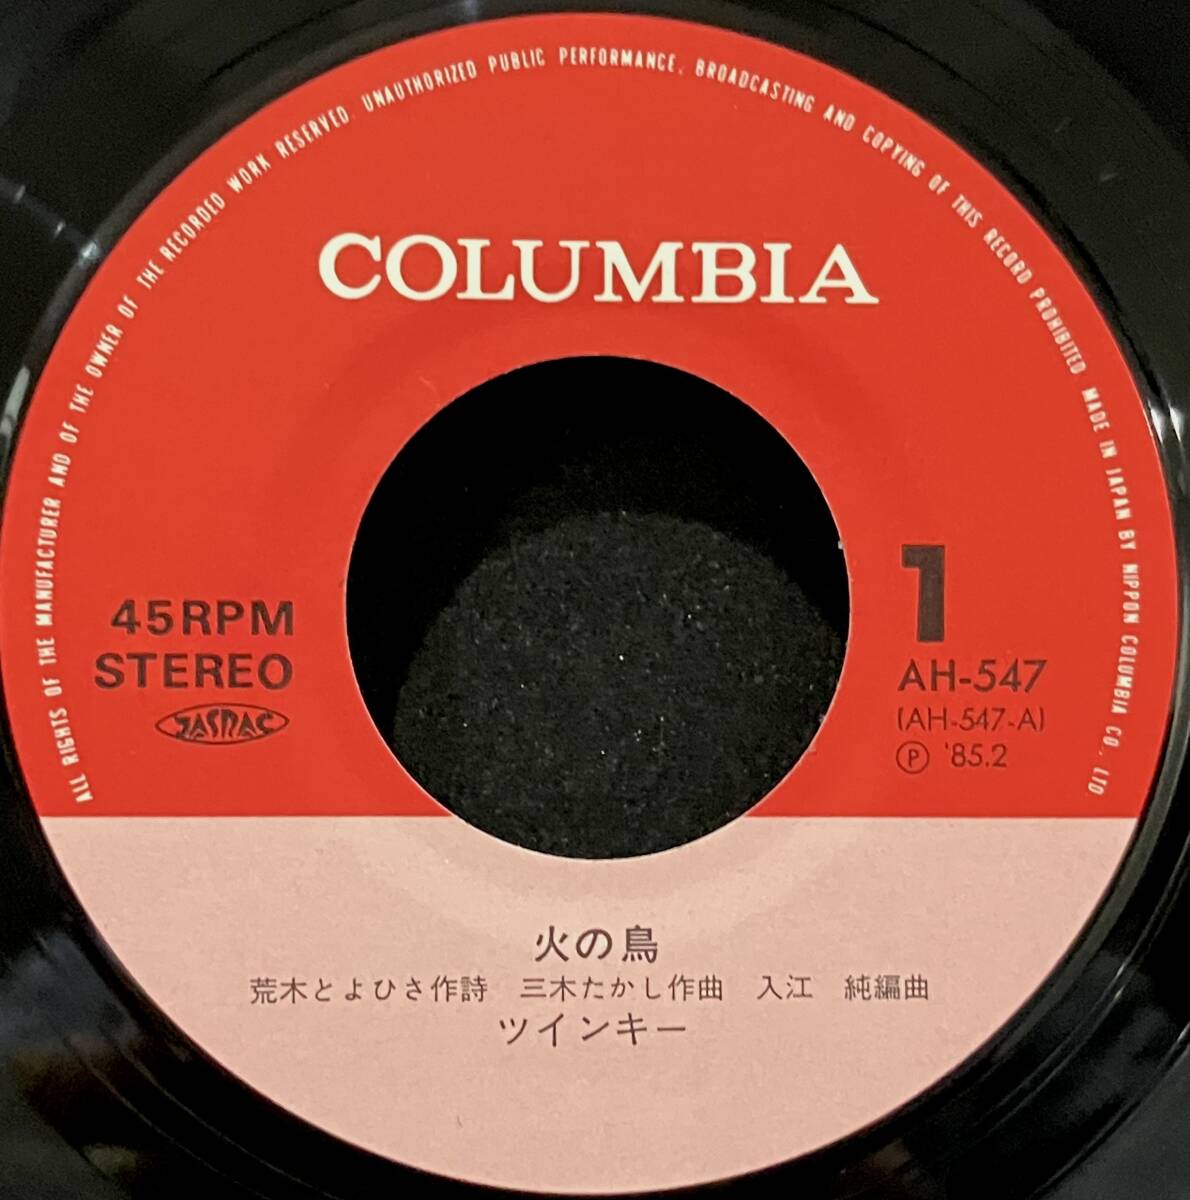 ALL RIGHTS OF THE MANUFACTURER AND OF THE OWNER OF THE RECORDED WORK RESERVED. UNAUTHORIZED PUBLIC PERFORMANCE, BROADCASTING AND COPYING OF THIS RECORD PROHIBITED MADE IN JAPAN BY NIPPON COLUMBIA CO., LTD.
COLUMBIA
45RPM
STEREO
JASRAC
1
AH-547
(AH-547-A)
Ⓟ '85.2
火の鳥
荒木とよひさ作詩 三木たかし作曲 入江 純編曲
ツインキー